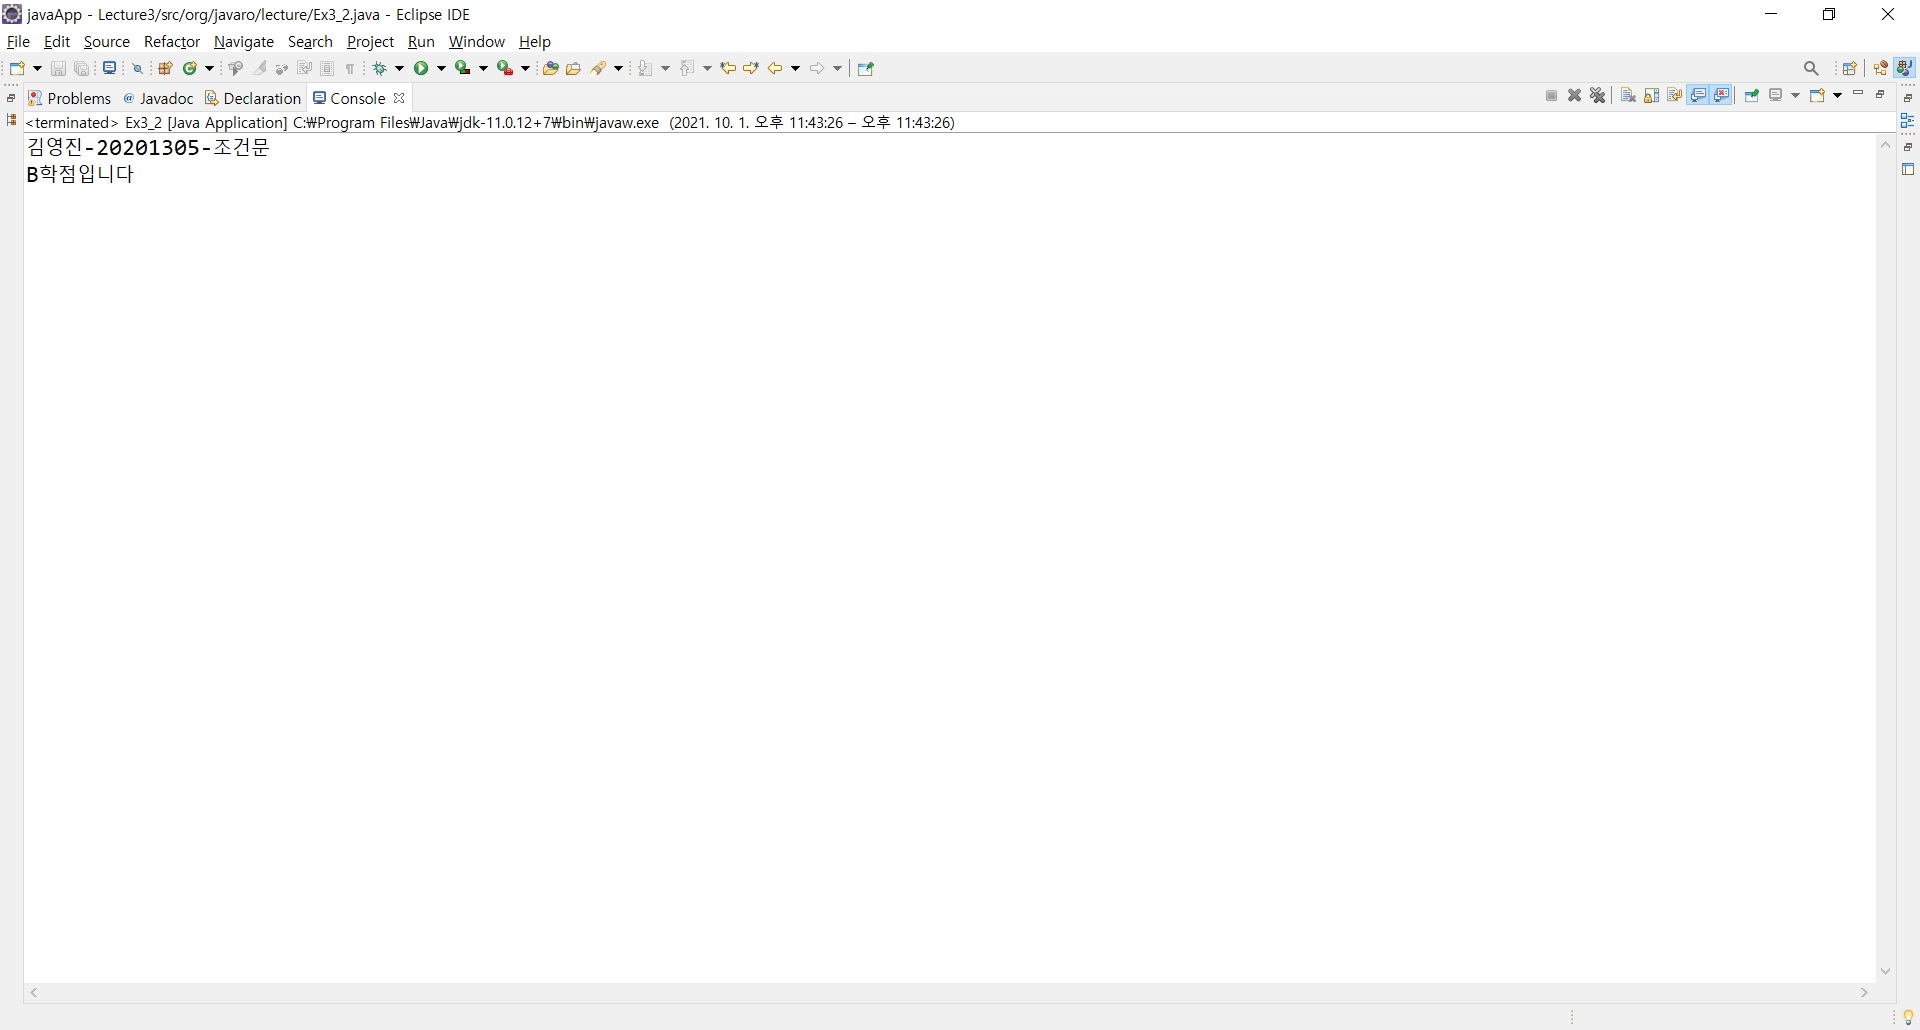 javaApp - Lecture3/src/org/javaro/lecture/Ex3_2.java - Eclipse IDE
File Edit Source Refactor Navigate Search Project Run Window Help
Problems @ Javadoc Declaration Console
<terminated> Ex3_2 [Java Application] C:₩Program Files₩Java₩jdk-11.0.12+7₩bin₩javaw.exe (2021. 10. 1. 오후 11:43:26 – 오후 11:43:26)
김영진-20201305-조건문
B학점입니다